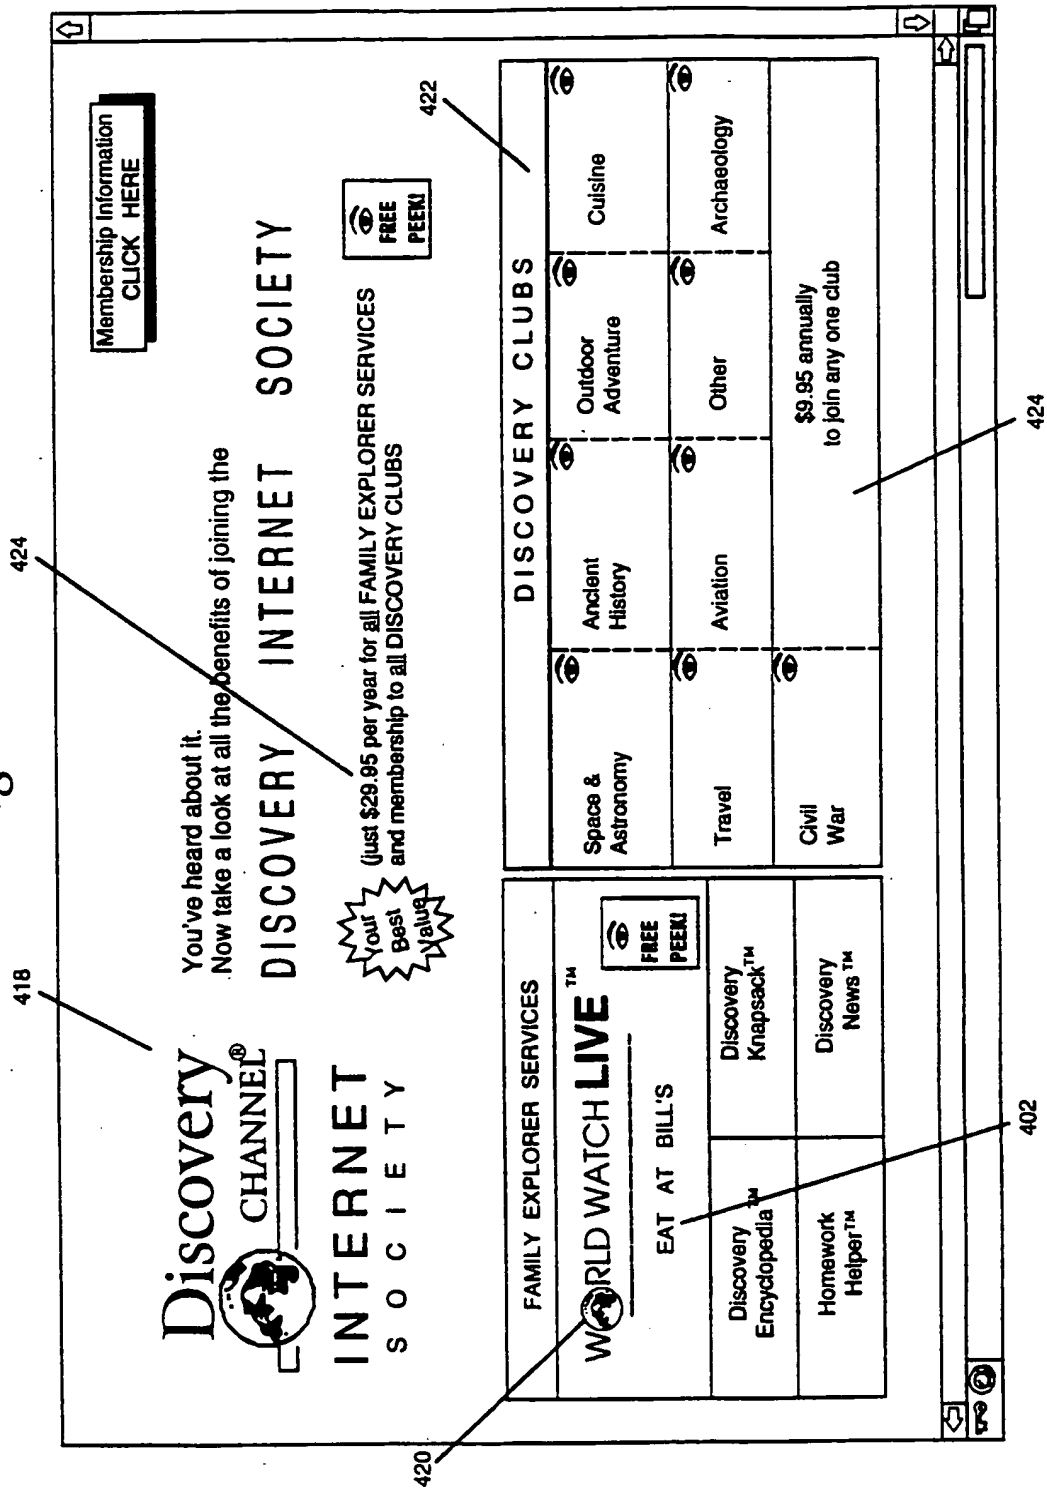 418
424
Discovery
CHANNEL®
INTERNET
SOCIETY
Membership Information
CLICK HERE
You've heard about it.
Now take a look at all the benefits of joining the
DISCOVERY INTERNET SOCIETY
Your
Best
Value
(just $29.95 per year for all FAMILY EXPLORER SERVICES
and membership to all DISCOVERY CLUBS
FREE
PEEK!
422
420
FAMILY EXPLORER SERVICES
WORLD WATCH LIVE™
FREE
PEEK!
EAT AT BILL'S
Discovery
Encyclopedia™
Discovery
Knapsack™
Homework
Helper™
Discovery
News™
402
DISCOVERY CLUBS
Space &
Astronomy
Ancient
History
Outdoor
Adventure
Cuisine
Travel
Aviation
Other
Archaeology
Civil
War
$9.95 annually
to join any one club
424